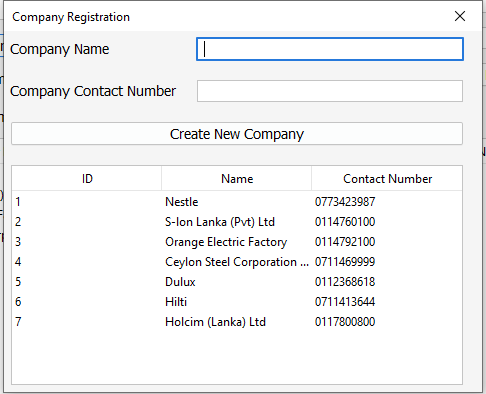 Company Registration
Company Name
Company Contact Number
Create New Company
ID Name Contact Number
1 Nestle 0773423987
2 S-lon Lanka (Pvt) Ltd 0114760100
3 Orange Electric Factory 0114792100
4 Ceylon Steel Corporation ... 0711469999
5 Dulux 0112368618
6 Hilti 0711413644
7 Holcim (Lanka) Ltd 0117800800